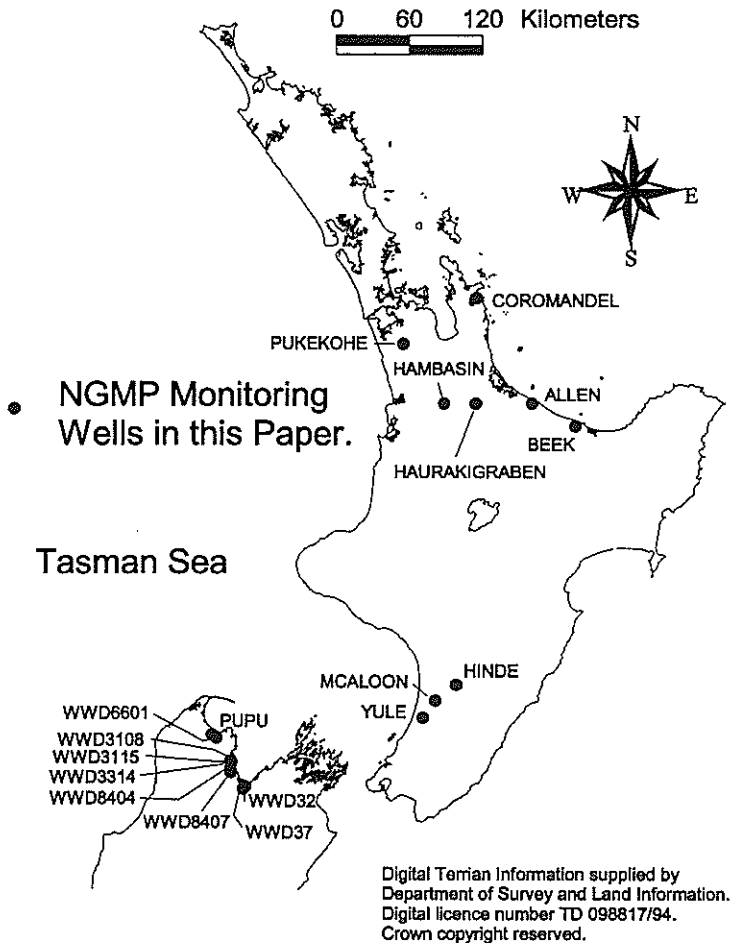 0 60 120 Kilometers
N
W E
S
COROMANDEL
PUKEKOHE
HAMBASIN
ALLEN
NGMP Monitoring
Wells in this Paper.
BEEK
HAURAKIGRABEN
Tasman Sea
HINDE
MCALOON
YULE
WWD6601
PUPU
WWD3108
WWD3115
WWD3314
WWD8404
WWD32
WWD8407
WWD37
Digital Terrian Information supplied by
Department of Survey and Land Information.
Digital licence number TD 098817/94.
Crown copyright reserved.